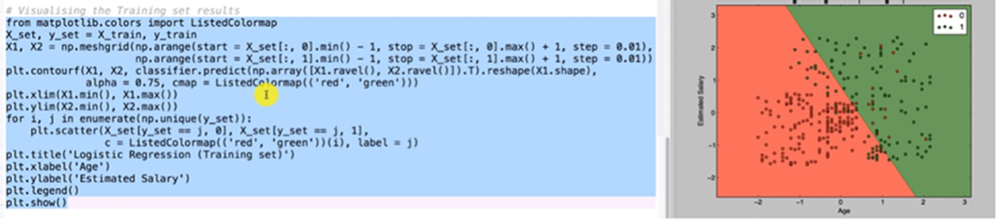 # Visualising the Training set results
from matplotlib.colors import ListedColormap
X_set, y_set = X_train, y_train
X1, X2 = np.meshgrid(np.arange(start = X_set[:, 0].min() - 1, stop = X_set[:, 0].max() + 1, step = 0.01),
                     np.arange(start = X_set[:, 1].min() - 1, stop = X_set[:, 1].max() + 1, step = 0.01))
plt.contourf(X1, X2, classifier.predict(np.array([X1.ravel(), X2.ravel()]).T).reshape(X1.shape),
             alpha = 0.75, cmap = ListedColormap(('red', 'green')))
plt.xlim(X1.min(), X1.max())
plt.ylim(X2.min(), X2.max())
for i, j in enumerate(np.unique(y_set)):
    plt.scatter(X_set[y_set == j, 0], X_set[y_set == j, 1],
                c = ListedColormap(('red', 'green'))(i), label = j)
plt.title('Logistic Regression (Training set)')
plt.xlabel('Age')
plt.ylabel('Estimated Salary')
plt.legend()
plt.show()
0
1
3
2
1
0
−1
−2
Estimated Salary
−2 −1 0 1 2 3
Age